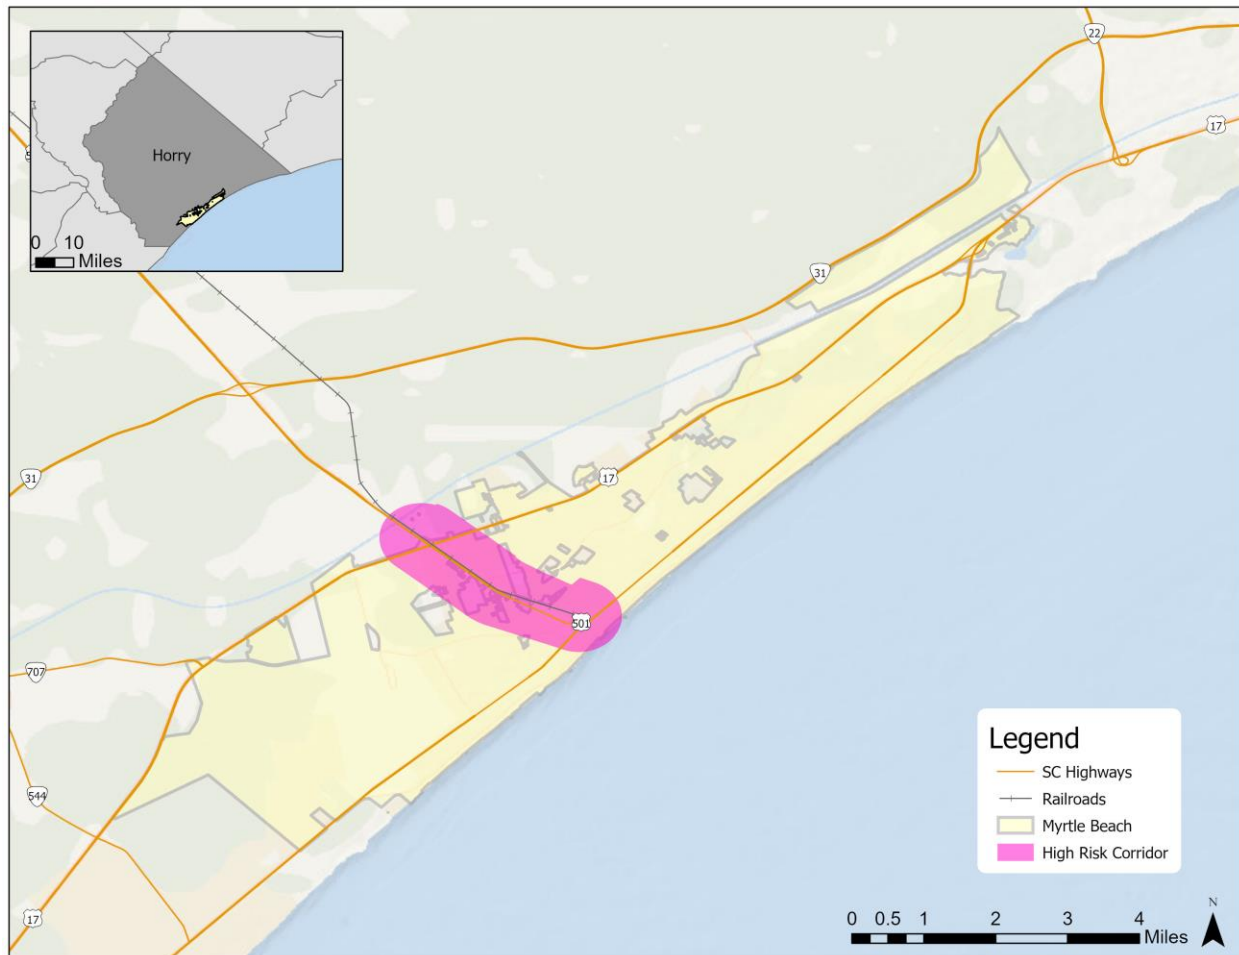 22
17
Horry
0 10
Miles
31
31
17
501
707
544
17
Legend
SC Highways
Railroads
Myrtle Beach
High Risk Corridor
N
0 0.5 1 2 3 4
Miles